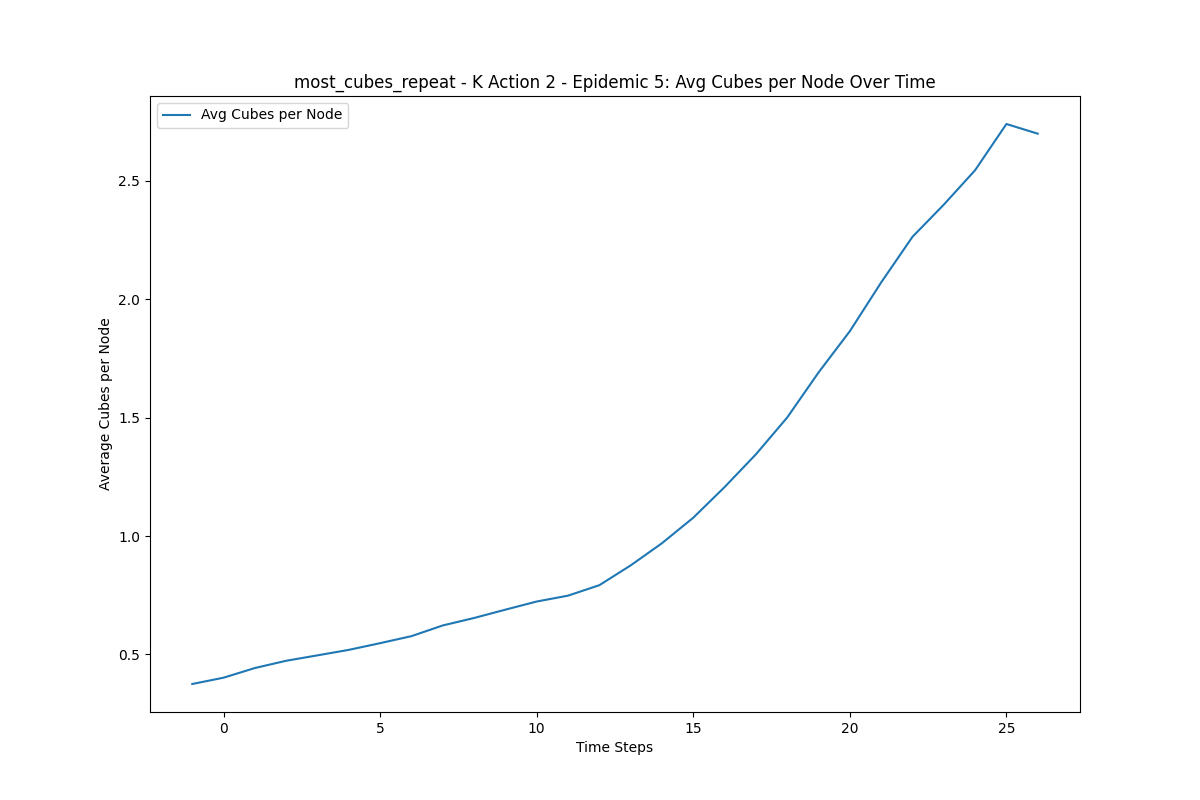 most_cubes_repeat - K Action 2 - Epidemic 5: Avg Cubes per Node Over Time
Avg Cubes per Node
2.5
2.0
1.5
1.0
0.5
Average Cubes per Node
0 5 10 15 20 25
Time Steps